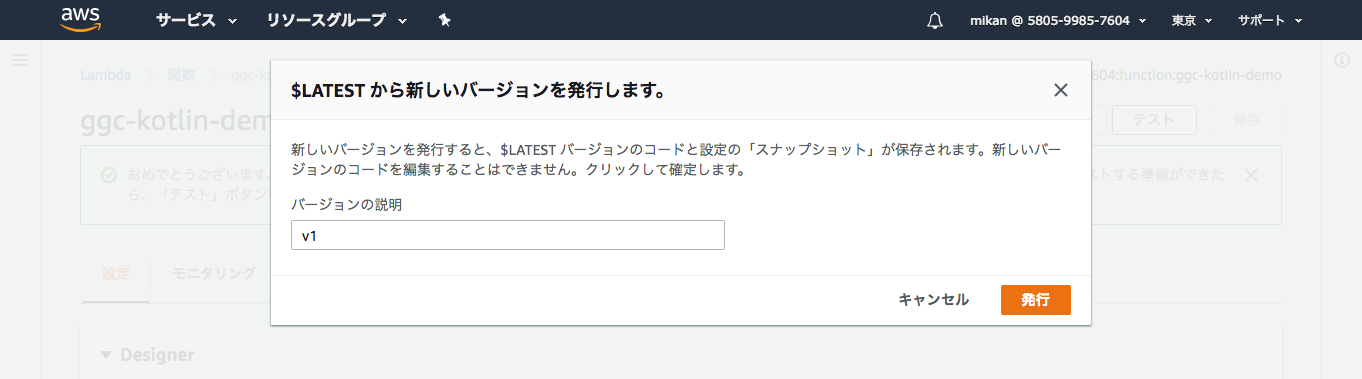 aws サービス リソースグループ mikan @ 5805-9985-7604 東京 サポート
Lambda 関数 604:function:ggc-kotlin-demo
$LATEST から新しいバージョンを発行します。
ggc-kotlin-dem テスト 保存
新しいバージョンを発行すると、$LATEST バージョンのコードと設定の「スナップショット」が保存されます。新しいバー
ジョンのコードを編集することはできません。クリックして確定します。
おめでとうございます。 ストする準備ができた
ら、「テスト」ボタン
バージョンの説明
v1
設定 モニタリング
キャンセル 発行
Designer